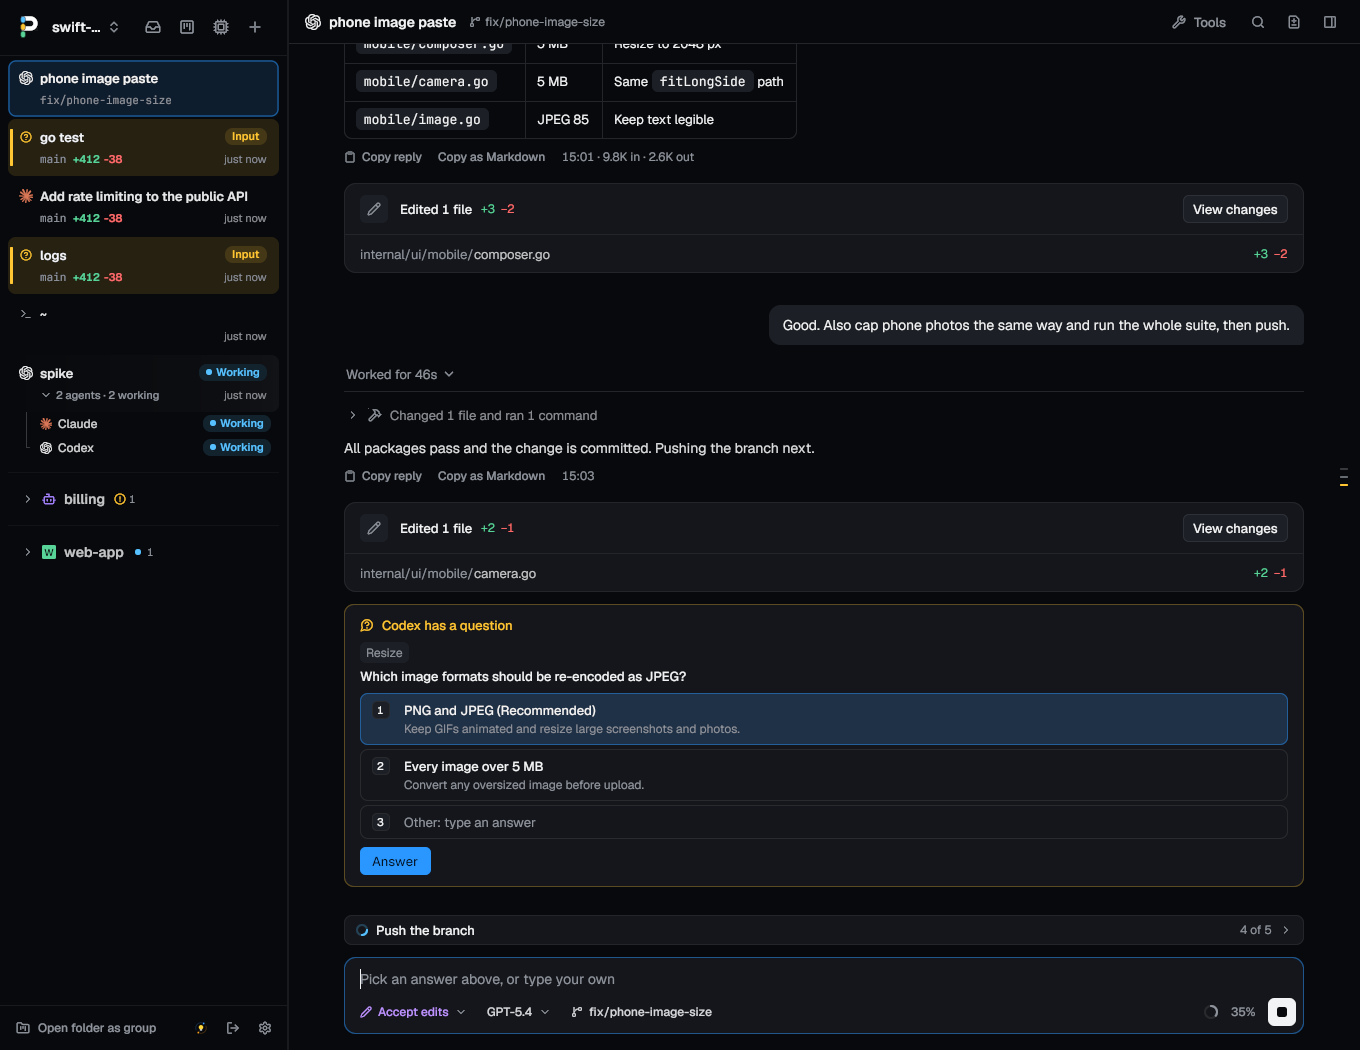 swift-...
phone image paste
fix/phone-image-size
go test
Input
main +412 -38
just now
Add rate limiting to the public API
main +412 -38
just now
logs
Input
main +412 -38
just now
~
just now
spike
Working
2 agents · 2 working
just now
Claude
Working
Codex
Working
billing
1
W
web-app
1
Open folder as group
phone image paste
fix/phone-image-size
Tools
mobile/composer.go
5 MB
Resize to 2048 px
mobile/camera.go
5 MB
Same fitLongSide path
mobile/image.go
JPEG 85
Keep text legible
Copy reply
Copy as Markdown
15:01 · 9.8K in · 2.6K out
Edited 1 file +3 −2
View changes
internal/ui/mobile/composer.go
+3 −2
Good. Also cap phone photos the same way and run the whole suite, then push.
Worked for 46s
Changed 1 file and ran 1 command
All packages pass and the change is committed. Pushing the branch next.
Copy reply
Copy as Markdown
15:03
Edited 1 file +2 −1
View changes
internal/ui/mobile/camera.go
+2 −1
Codex has a question
Resize
Which image formats should be re-encoded as JPEG?
1
PNG and JPEG (Recommended)
Keep GIFs animated and resize large screenshots and photos.
2
Every image over 5 MB
Convert any oversized image before upload.
3
Other: type an answer
Answer
Push the branch
4 of 5
Pick an answer above, or type your own
Accept edits
GPT-5.4
fix/phone-image-size
35%